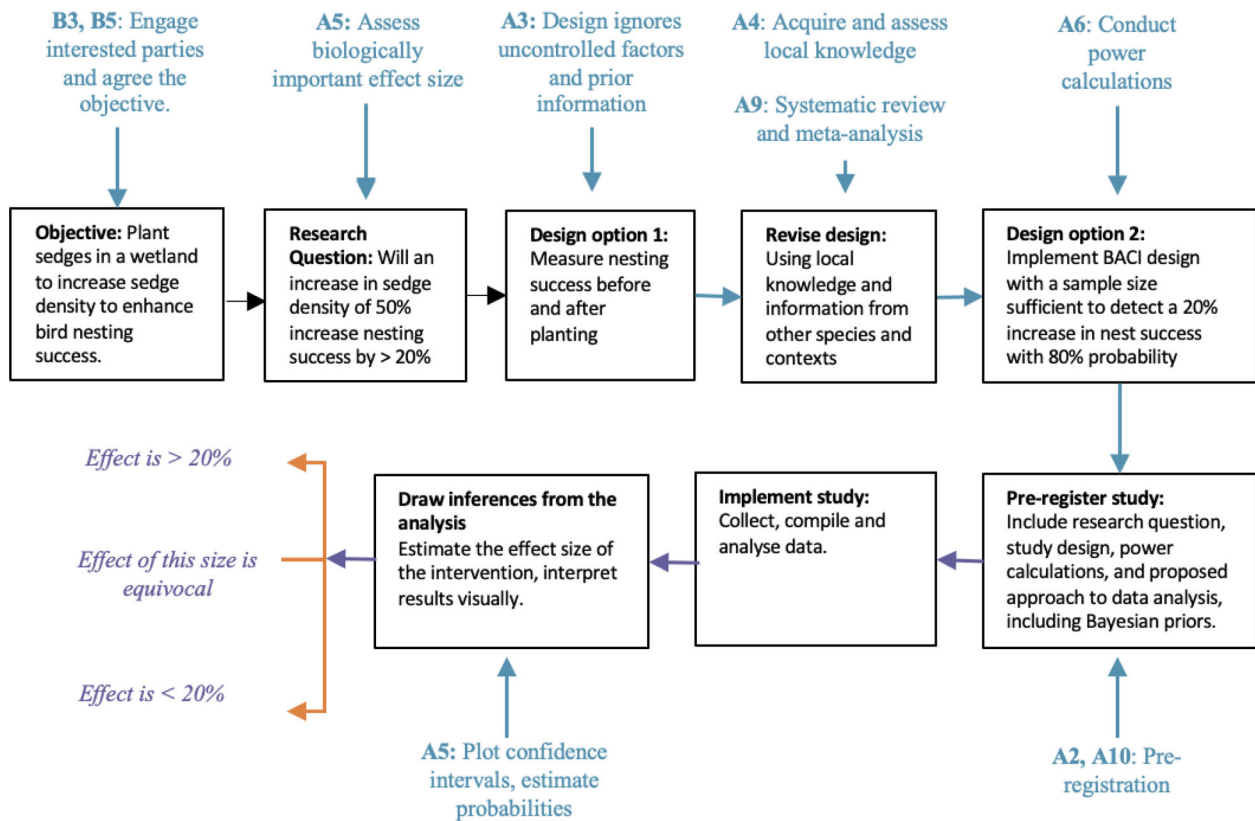 B3, B5: Engage
interested parties
and agree the
objective.
A5: Assess
biologically
important effect size
A3: Design ignores
uncontrolled factors
and prior
information
A4: Acquire and assess
local knowledge
A9: Systematic review
and meta-analysis
A6: Conduct
power
calculations
Objective: Plant
sedges in a wetland
to increase sedge
density to enhance
bird nesting
success.
Research
Question: Will an
increase in sedge
density of 50%
increase nesting
success by > 20%
Design option 1:
Measure nesting
success before and
after planting
Revise design:
Using local
knowledge and
information from
other species and
contexts
Design option 2:
Implement BACI design
with a sample size
sufficient to detect a 20%
increase in nest success
with 80% probability
Effect is > 20%
Effect of this size is
equivocal
Effect is < 20%
Draw inferences from the
analysis
Estimate the effect size of
the intervention, interpret
results visually.
Implement study:
Collect, compile and
analyse data.
Pre-register study:
Include research question,
study design, power
calculations, and proposed
approach to data analysis,
including Bayesian priors.
A5: Plot confidence
intervals, estimate
probabilities
A2, A10: Pre-
registration